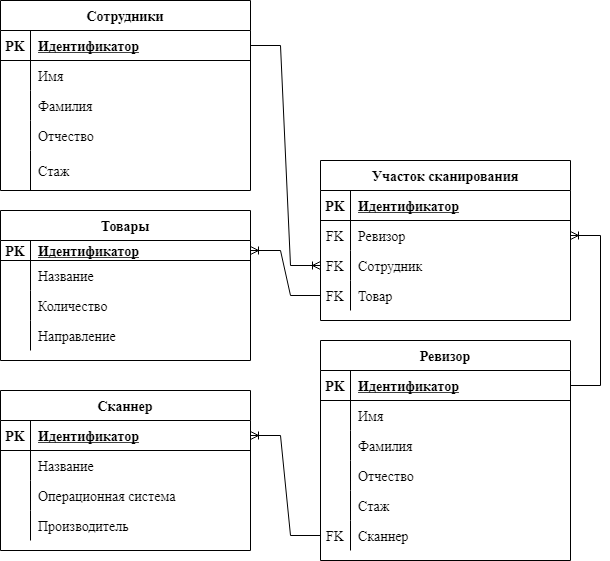 Сотрудники
PK Идентификатор
Имя
Фамилия
Отчество
Стаж
Товары
PK Идентификатор
Название
Количество
Направление
Сканнер
PK Идентификатор
Название
Операционная система
Производитель
Участок сканирования
PK Идентификатор
FK Ревизор
FK Сотрудник
FK Товар
Ревизор
PK Идентификатор
Имя
Фамилия
Отчество
Стаж
FK Сканнер